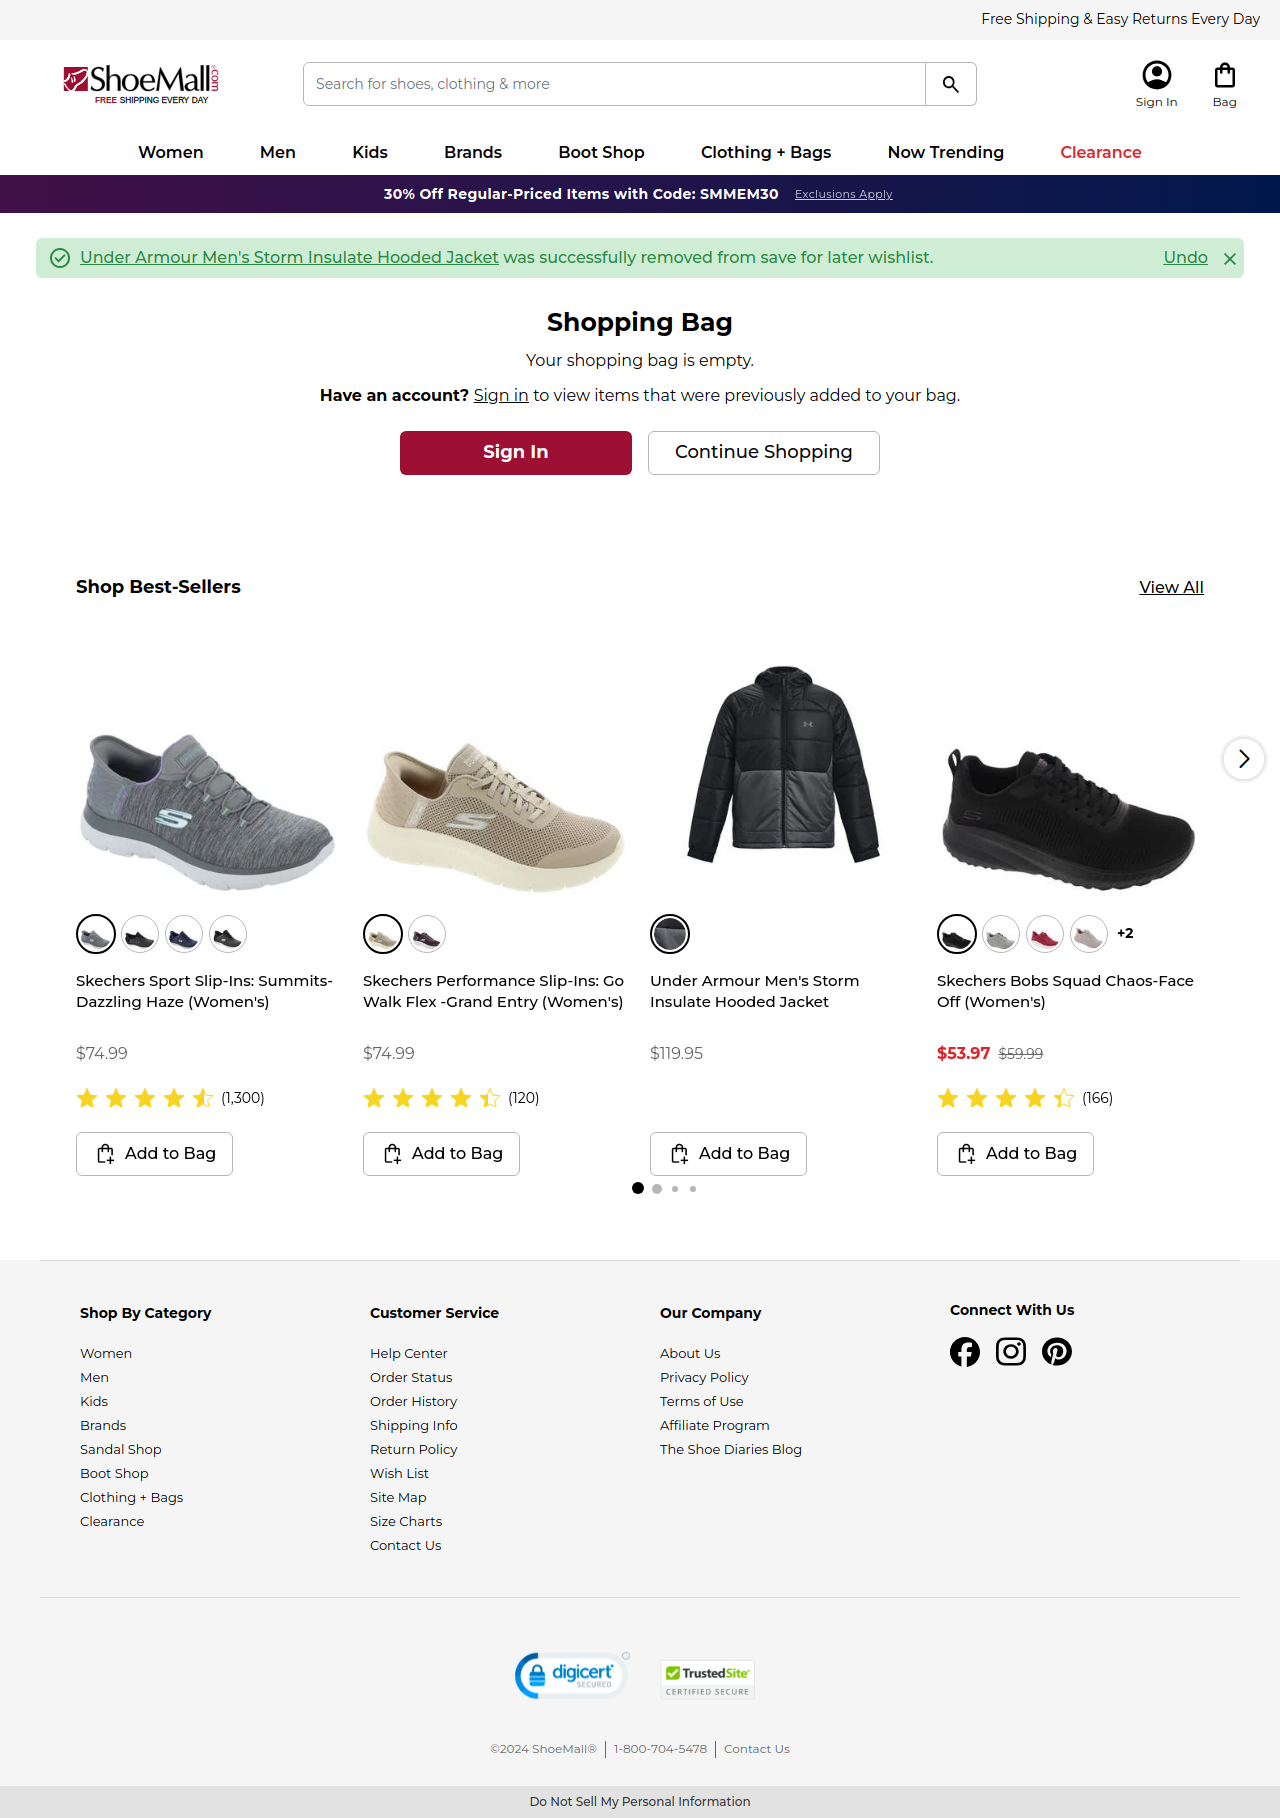 Free Shipping & Easy Returns Every Day
ShoeMall.com
FREE SHIPPING EVERY DAY
Search for shoes, clothing & more
Sign In
Bag
Women Men Kids Brands Boot Shop Clothing + Bags Now Trending Clearance
30% Off Regular-Priced Items with Code: SMMEM30 Exclusions Apply
Under Armour Men's Storm Insulate Hooded Jacket was successfully removed from save for later wishlist. Undo
Shopping Bag
Your shopping bag is empty.
Have an account? Sign in to view items that were previously added to your bag.
Sign In
Continue Shopping
Shop Best-Sellers
View All
+2
Skechers Sport Slip-Ins: Summits-
Dazzling Haze (Women's)
$74.99
(1,300)
Add to Bag
Skechers Performance Slip-Ins: Go
Walk Flex -Grand Entry (Women's)
$74.99
(120)
Add to Bag
Under Armour Men's Storm
Insulate Hooded Jacket
$119.95
Add to Bag
Skechers Bobs Squad Chaos-Face
Off (Women's)
$53.97 $59.99
(166)
Add to Bag
Shop By Category
Women
Men
Kids
Brands
Sandal Shop
Boot Shop
Clothing + Bags
Clearance
Customer Service
Help Center
Order Status
Order History
Shipping Info
Return Policy
Wish List
Site Map
Size Charts
Contact Us
Our Company
About Us
Privacy Policy
Terms of Use
Affiliate Program
The Shoe Diaries Blog
Connect With Us
digicert
SECURED
TrustedSite
CERTIFIED SECURE
©2024 ShoeMall® 1-800-704-5478 Contact Us
Do Not Sell My Personal Information